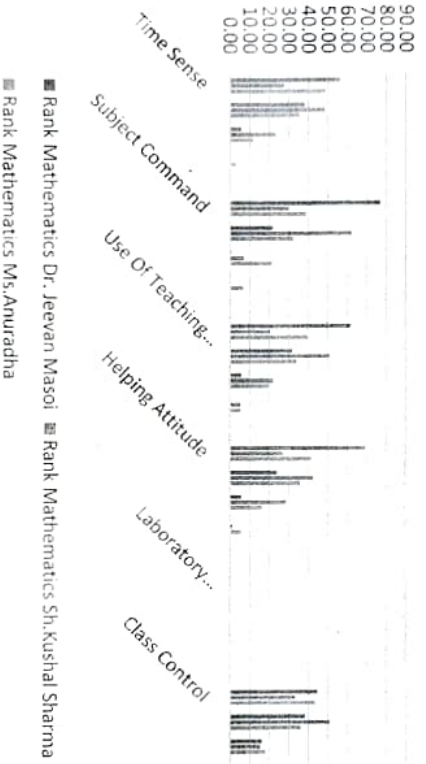 90.00
80.00
70.00
60.00
50.00
40.00
30.00
20.00
10.00
0.00
Time Sense
Subject Command
Use Of Teaching...
Helping Attitude
Laboratory...
Class Control
Rank Mathematics Dr. Jeevan Masoi Rank Mathematics Sh.Kushal Sharma
Rank Mathematics Ms.Anuradha